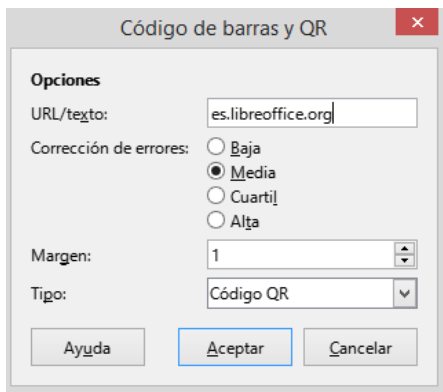 Código de barras y QR
Opciones
URL/texto: es.libreoffice.org
Corrección de errores: Baja
Media
Cuartil
Alta
Margen: 1
Tipo: Código QR
Ayuda Aceptar Cancelar